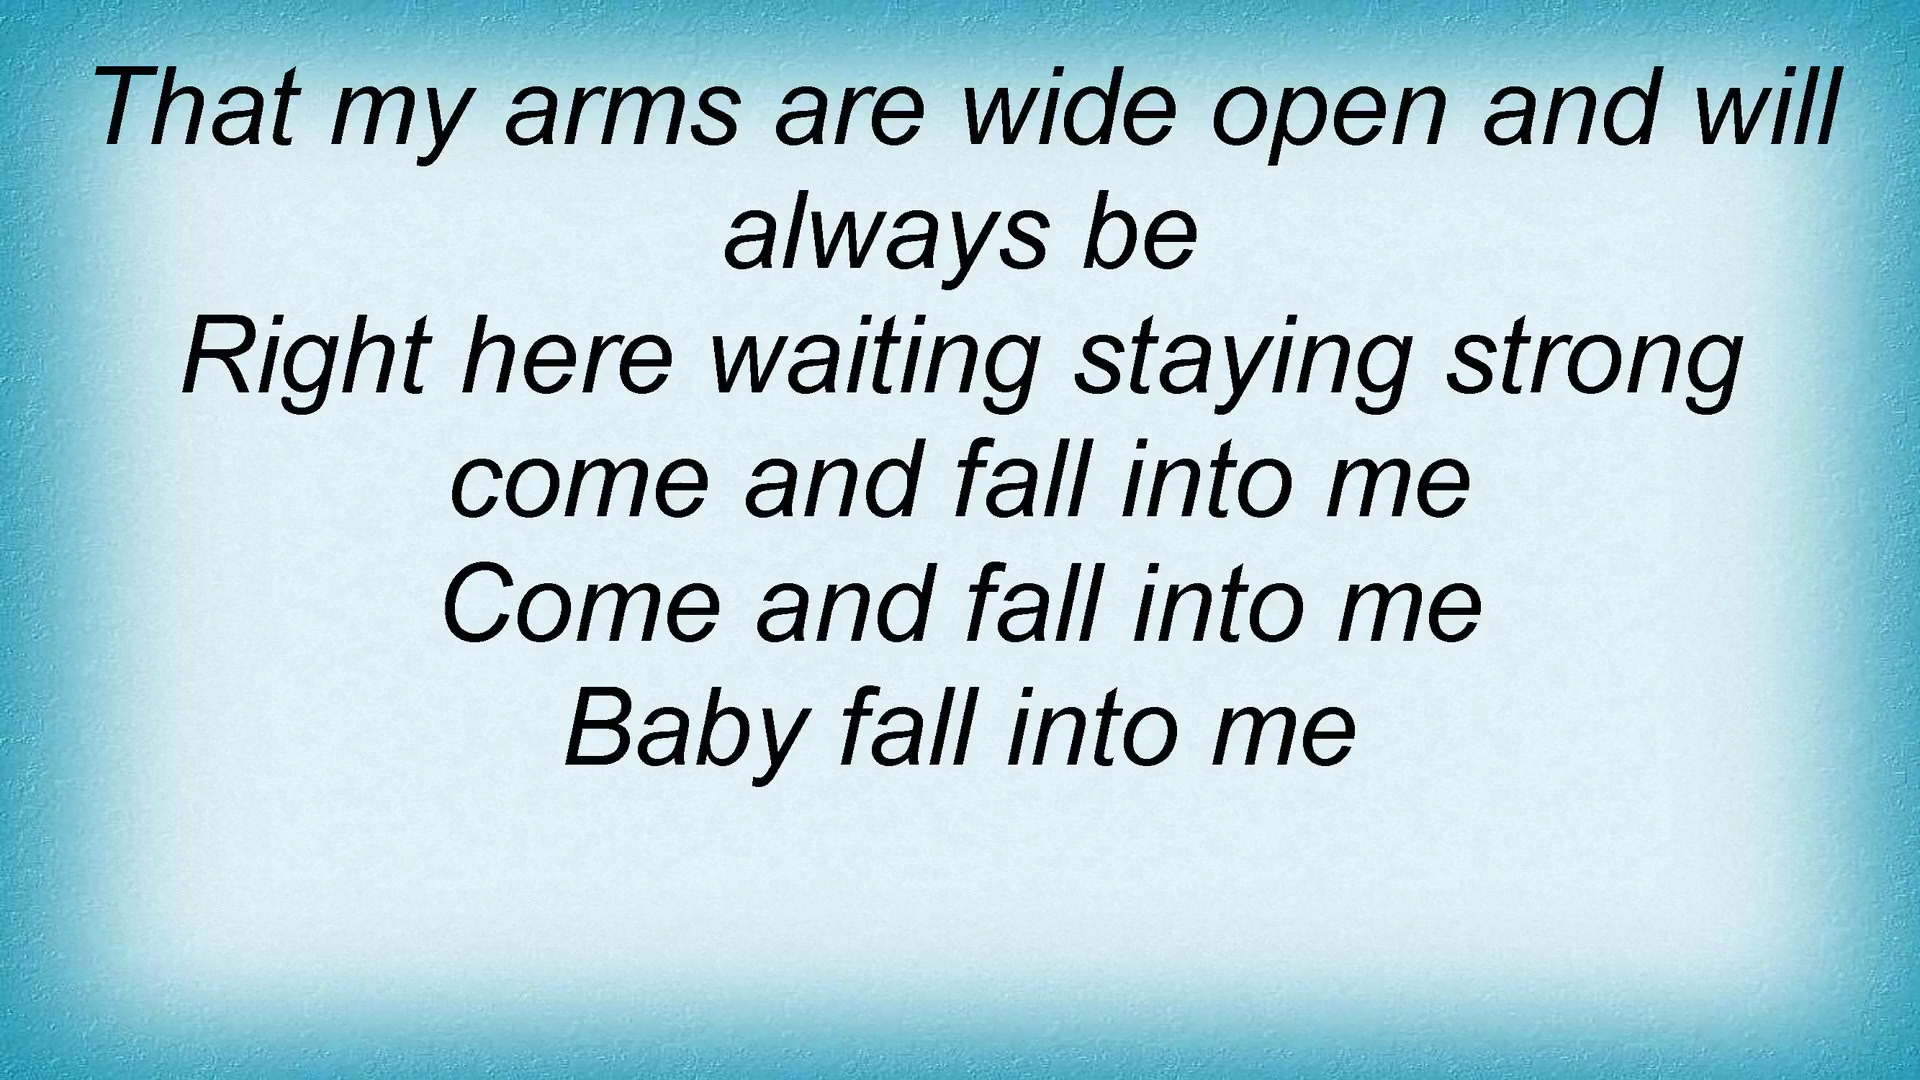 That my arms are wide open and will
always be
Right here waiting staying strong
come and fall into me
Come and fall into me
Baby fall into me